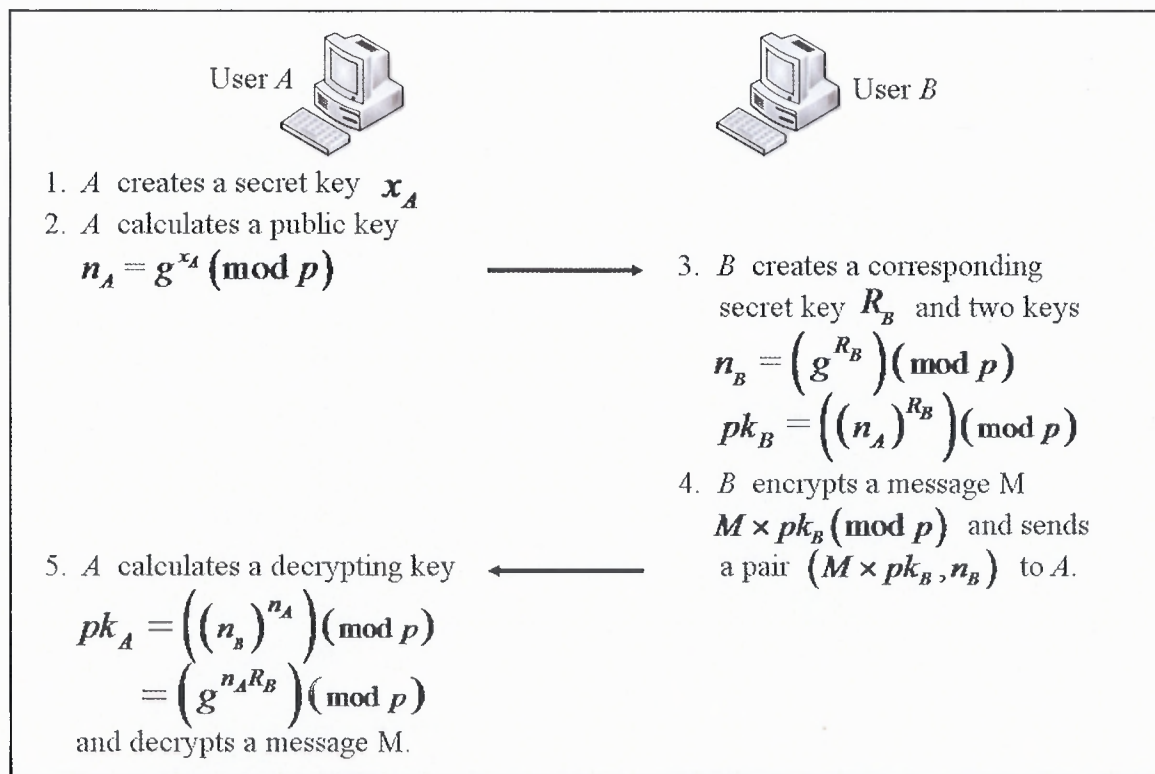 User A
User B
1. A creates a secret key x_A
2. A calculates a public key
n_A = g^{x_A} (mod p)
3. B creates a corresponding
secret key R_B and two keys
n_B = (g^{R_B})(mod p)
pk_B = ((n_A)^{R_B})(mod p)
4. B encrypts a message M
M × pk_B (mod p) and sends
a pair (M × pk_B, n_B) to A.
5. A calculates a decrypting key
pk_A = ((n_B)^{n_A})(mod p)
= (g^{n_A R_B})(mod p)
and decrypts a message M.